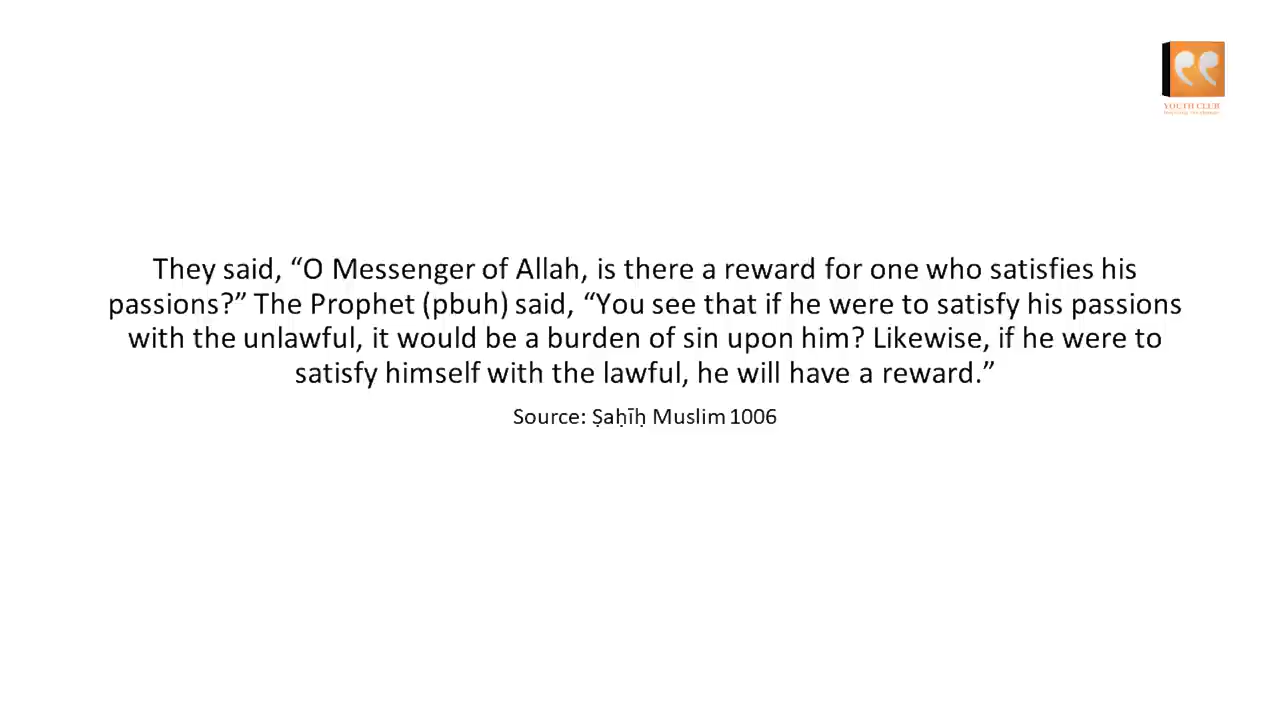 YOUTH CLUB
They said, “O Messenger of Allah, is there a reward for one who satisfies his
passions?” The Prophet (pbuh) said, “You see that if he were to satisfy his passions
with the unlawful, it would be a burden of sin upon him? Likewise, if he were to
satisfy himself with the lawful, he will have a reward.”
Source: Ṣaḥīḥ Muslim 1006